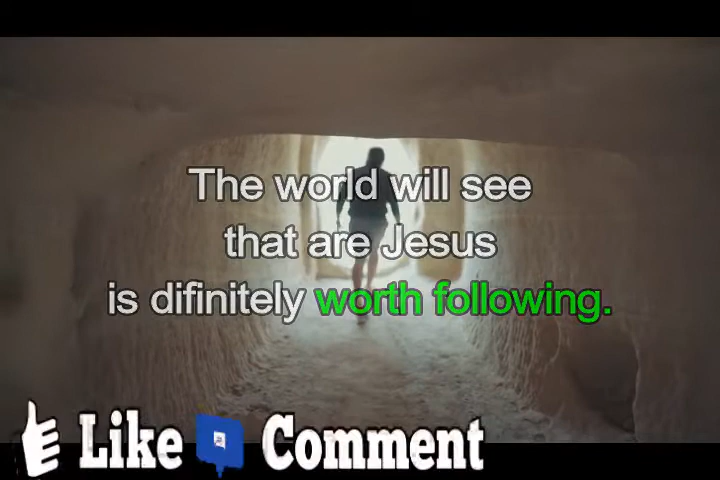 The world will see
that are Jesus
is difinitely worth following.
Like Comment